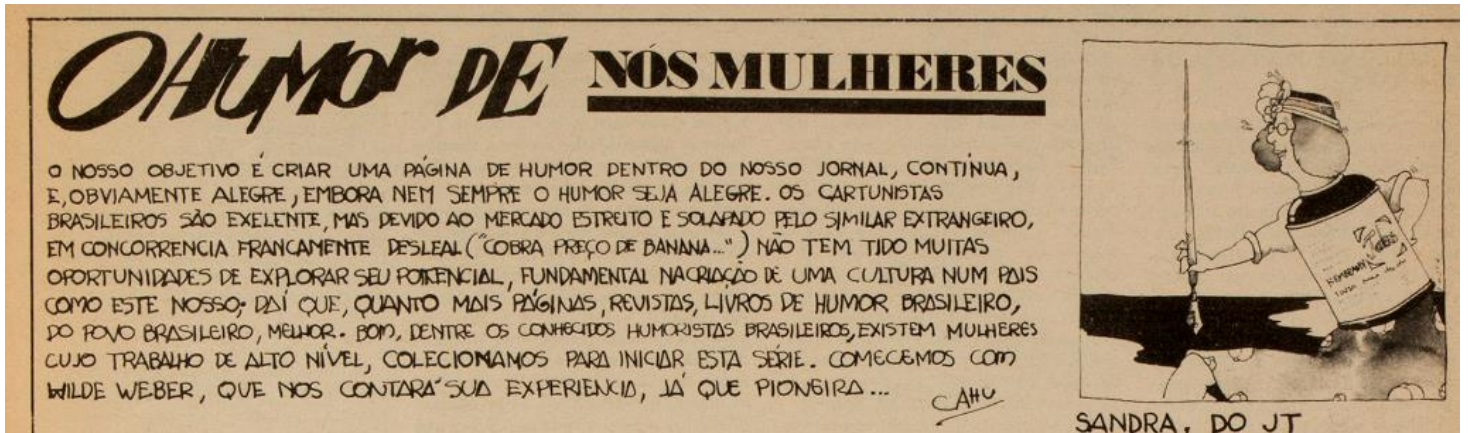 O HUMOR DE NÓS MULHERES
O NOSSO OBJETIVO É CRIAR UMA PÁGINA DE HUMOR DENTRO DO NOSSO JORNAL, CONTÍNUA,
E, OBVIAMENTE ALEGRE, EMBORA NEM SEMPRE O HUMOR SEJA ALEGRE. OS CARTUNISTAS
BRASILEIROS SÃO EXELENTE, MAS DEVIDO AO MERCADO ESTREITO E SOLAPADO PELO SIMILAR EXTRANGEIRO,
EM CONCORRENCIA FRANCAMENTE DESLEAL ("COBRA PREÇO DE BANANA...") NÃO TEM TIDO MUITAS
OPORTUNIDADES DE EXPLORAR SEU POTENCIAL, FUNDAMENTAL NA CRIAÇÃO DE UMA CULTURA NUM PAIS
COMO ESTE NOSSO; DAÍ QUE, QUANTO MAIS PÁGINAS, REVISTAS, LIVROS DE HUMOR BRASILEIRO,
DO POVO BRASILEIRO, MELHOR. BOM, DENTRE OS CONHECIDOS HUMORISTAS BRASILEIROS, EXISTEM MULHERES
CUJO TRABALHO DE ALTO NÍVEL, COLECIONAMOS PARA INICIAR ESTA SÉRIE. COMECEMOS COM
WILDE WEBER, QUE NOS CONTARÁ SUA EXPERIENCIA, JÁ QUE PIONEIRA...
CAHU
SANDRA, DO JT